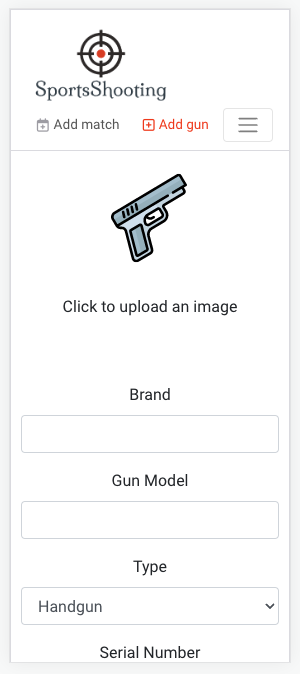 SportsShooting
Add match Add gun
Click to upload an image
Brand
Gun Model
Type
Handgun
Serial Number